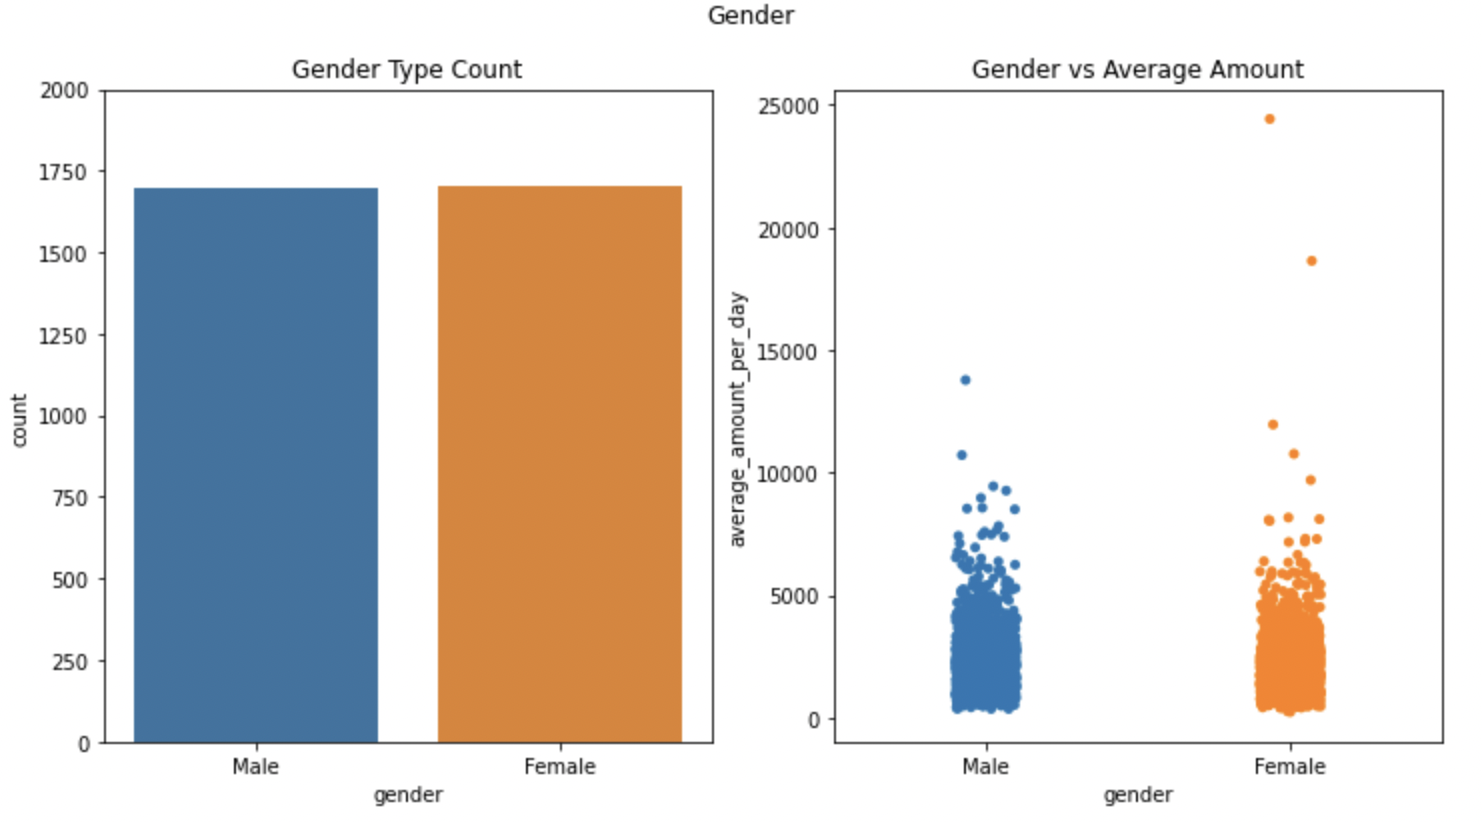 Gender
Gender Type Count
2000
1750
1500
1250
1000
750
500
250
0
count
Male
Female
gender
Gender vs Average Amount
25000
20000
15000
10000
5000
0
average_amount_per_day
Male
Female
gender